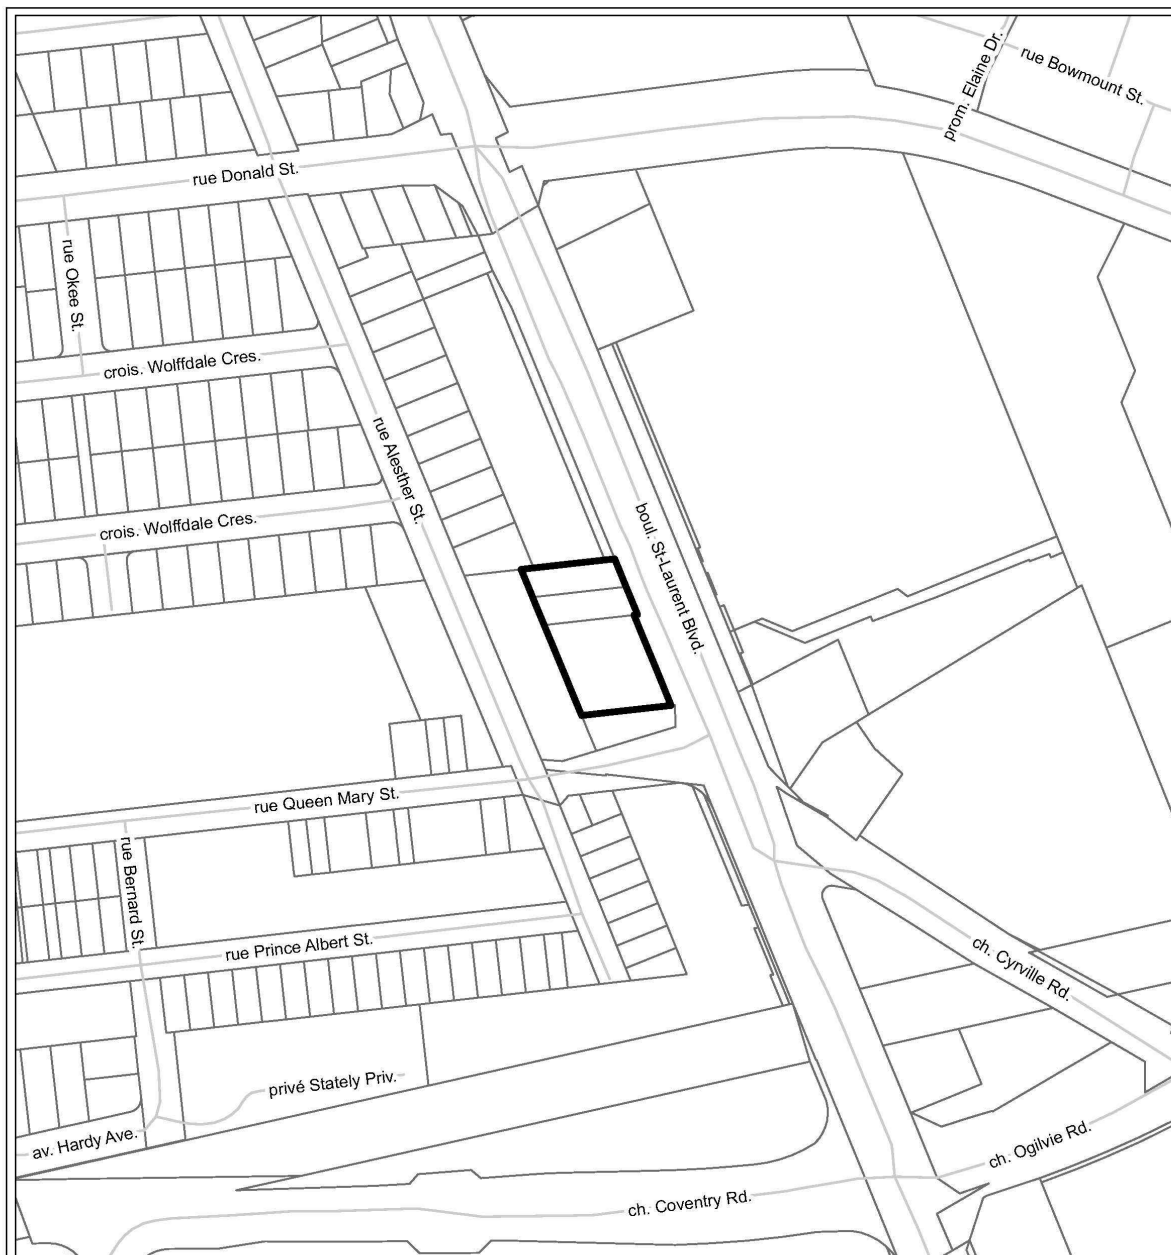 rue Bowmount St.
prom. Elaine Dr.
rue Donald St.
rue Okee St.
crois. Wolffdale Cres.
rue Alesther St.
crois. Wolffdale Cres.
boul. St-Laurent Blvd.
rue Queen Mary St.
rue Bernard St.
rue Prince Albert St.
ch. Cyrville Rd.
privé Stately Priv.
av. Hardy Ave.
ch. Ogilvie Rd.
ch. Coventry Rd.